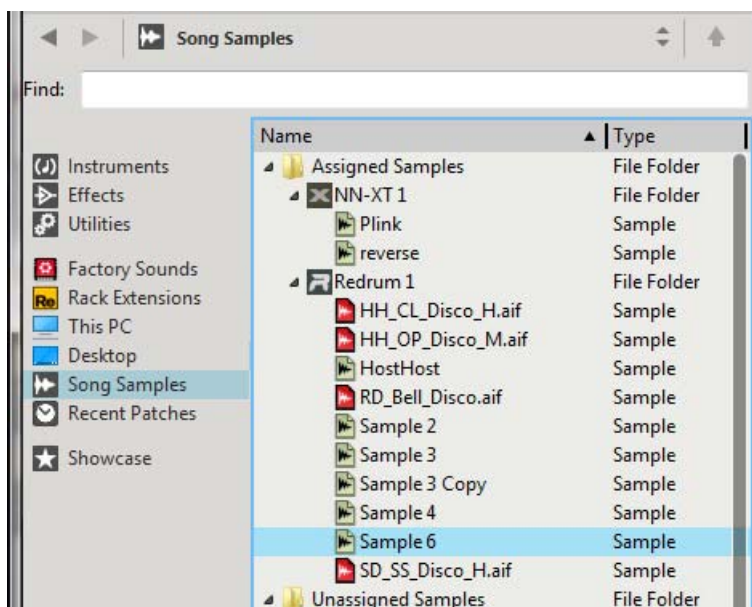 Song Samples
Find:
Name Type
Instruments
Effects
Utilities
Factory Sounds
Re Rack Extensions
This PC
Desktop
Song Samples
Recent Patches
Showcase
Assigned Samples File Folder
NN-XT 1 File Folder
Plink Sample
reverse Sample
Redrum 1 File Folder
HH_CL_Disco_H.aif Sample
HH_OP_Disco_M.aif Sample
HostHost Sample
RD_Bell_Disco.aif Sample
Sample 2 Sample
Sample 3 Sample
Sample 3 Copy Sample
Sample 4 Sample
Sample 6 Sample
SD_SS_Disco_H.aif Sample
Unassigned Samples File Folder